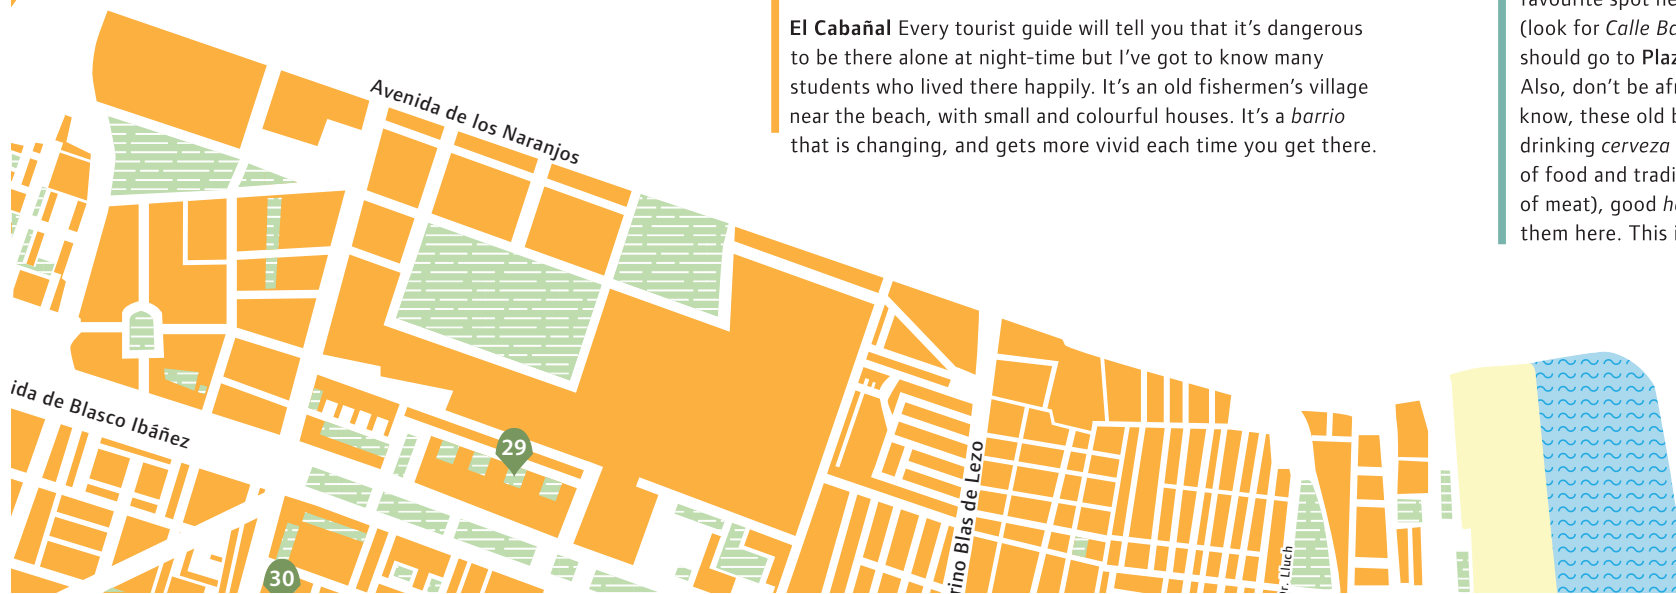 El Cabañal Every tourist guide will tell you that it’s dangerous
to be there alone at night-time but I’ve got to know many
students who lived there happily. It’s an old fishermen’s village
near the beach, with small and colourful houses. It’s a barrio
that is changing, and gets more vivid each time you get there.
favourite spot
(look for Calle
should go to
Also, don’t be
know, these old
drinking cerveza
of food and
of meat), good
them here. This
Avenida de los Naranjos
ida de Blasco Ibáñez
29
30
rino Blas de Lezo
r. Lluch